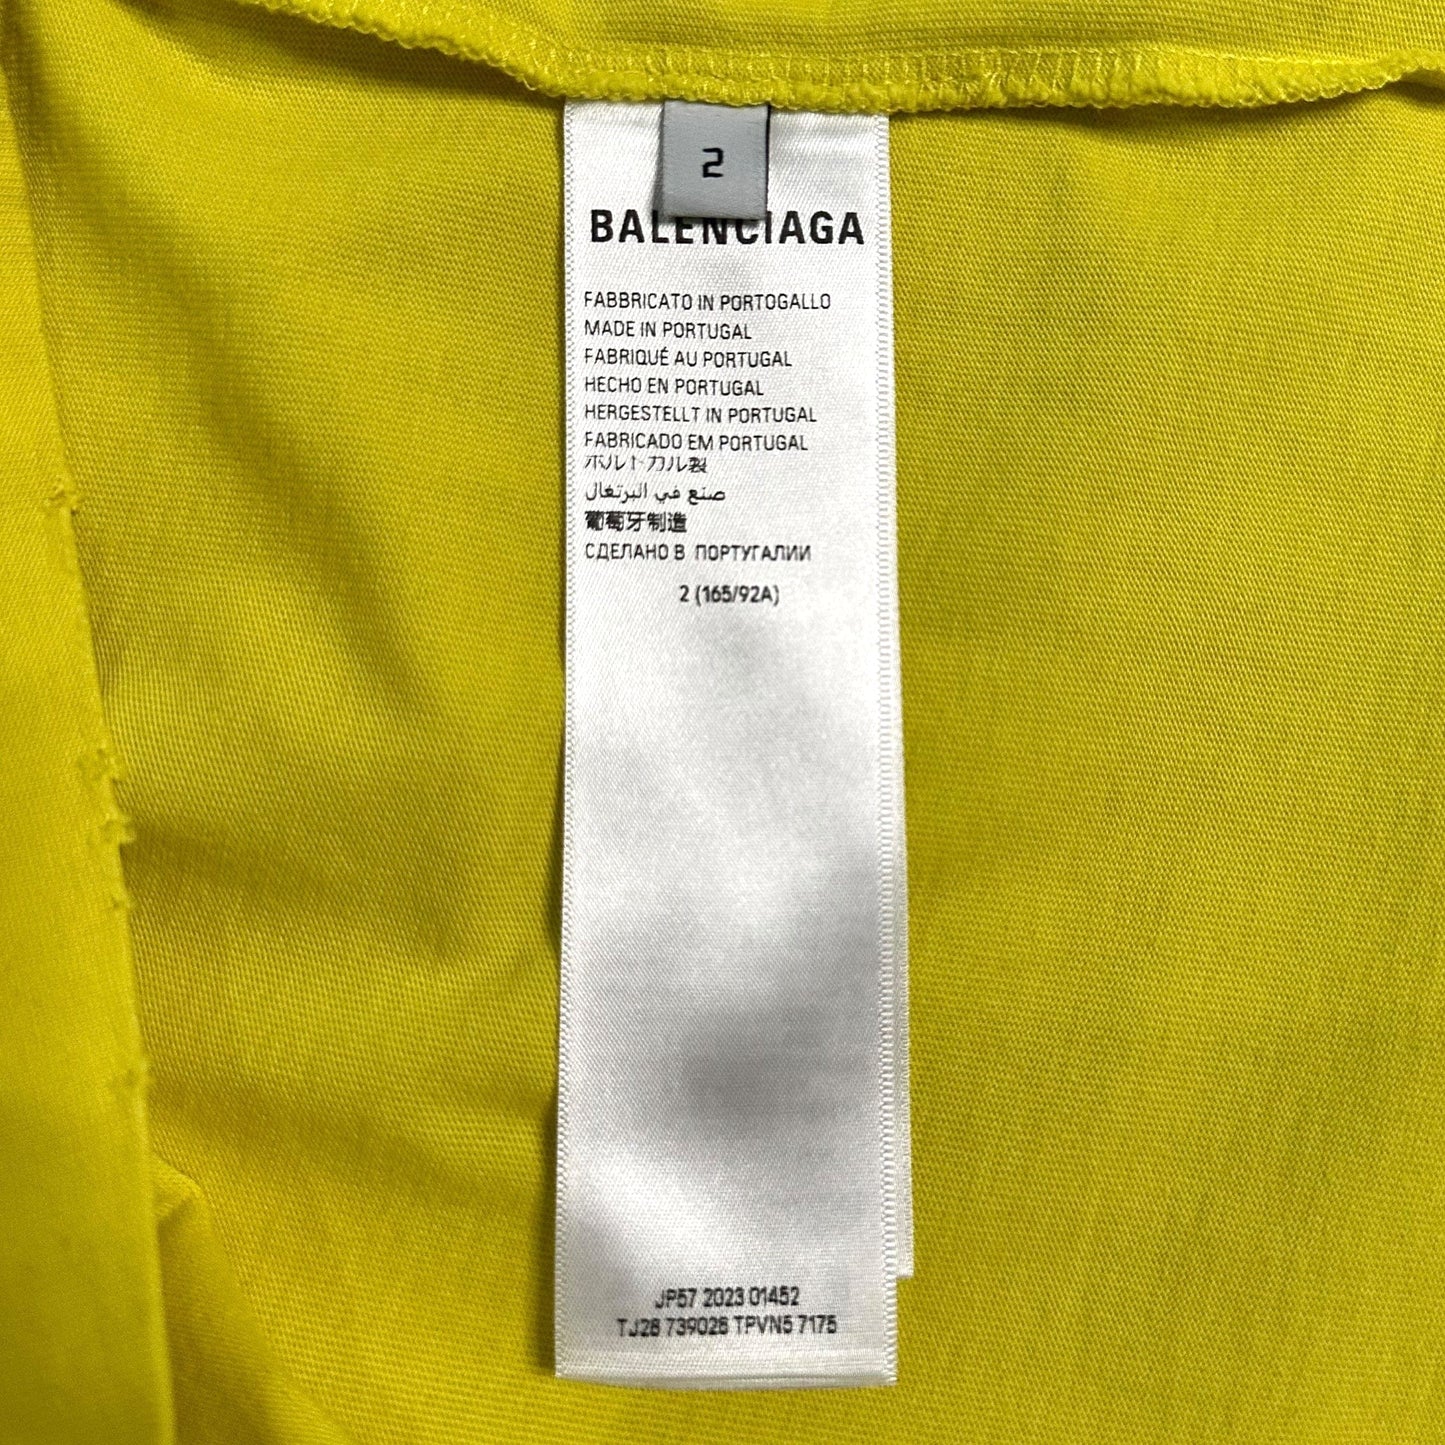 2
BALENCIAGA
FABBRICATO IN PORTOGALLO
MADE IN PORTUGAL
FABRIQUÉ AU PORTUGAL
HECHO EN PORTUGAL
HERGESTELLT IN PORTUGAL
FABRICADO EM PORTUGAL
ポルトガル製
صنع في البرتغال
葡萄牙制造
СДЕЛАНО В ПОРТУГАЛИИ
2 (165/92A)
JP57 2023 01452
TJ28 739028 TPVN5 7175